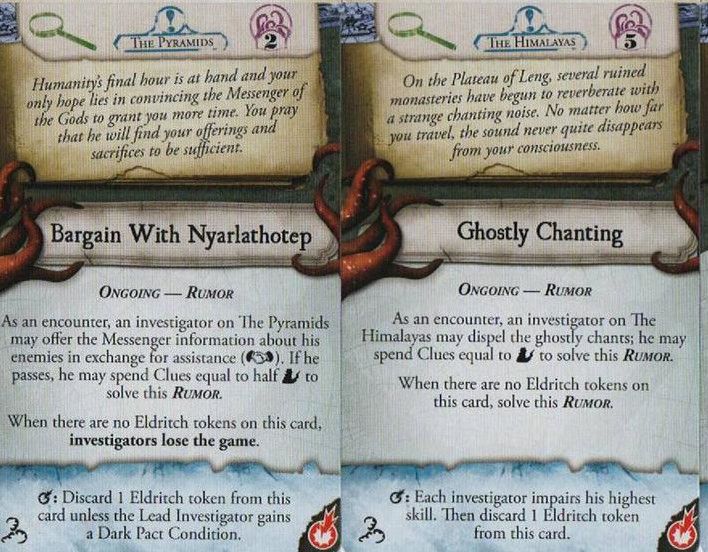 THE PYRAMIDS
2
Humanity's final hour is at hand and your
only hope lies in convincing the Messenger of
the Gods to grant you more time. You pray
that he will find your offerings and
sacrifices to be sufficient.
Bargain With Nyarlathotep
ONGOING — RUMOR
As an encounter, an investigator on The Pyramids
may offer the Messenger information about his
enemies in exchange for assistance ( ). If he
passes, he may spend Clues equal to half to
solve this RUMOR.
When there are no Eldritch tokens on this card,
investigators lose the game.
: Discard 1 Eldritch token from this
card unless the Lead Investigator gains
a Dark Pact Condition.
THE HIMALAYAS
5
On the Plateau of Leng, several ruined
monasteries have begun to reverberate with
a strange chanting noise. No matter how far
you travel, the sound never quite disappears
from your consciousness.
Ghostly Chanting
ONGOING — RUMOR
As an encounter, an investigator on The
Himalayas may dispel the ghostly chants; he may
spend Clues equal to to solve this RUMOR.
When there are no Eldritch tokens on
this card, solve this RUMOR.
: Each investigator impairs his highest
skill. Then discard 1 Eldritch token
from this card.